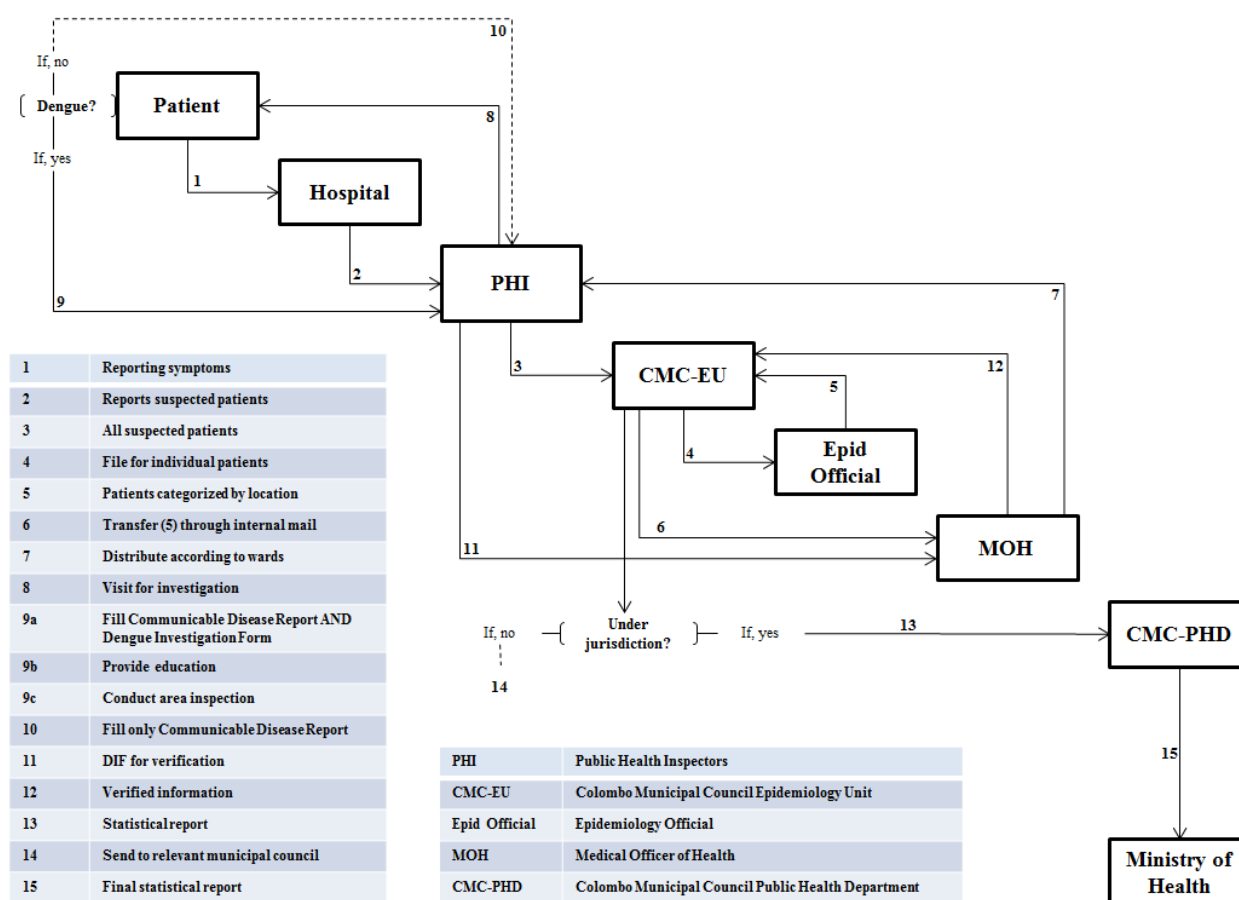 10
If, no
Dengue?
Patient
8
If, yes
1
Hospital
2
PHI
9
7
3
CMC-EU
12
5
4
Epid
Official
6
11
MOH
Under
jurisdiction?
If, no
If, yes
13
CMC-PHD
14
15
Ministry of
Health
1 Reporting symptoms
2 Reports suspected patients
3 All suspected patients
4 File for individual patients
5 Patients categorized by location
6 Transfer (5) through internal mail
7 Distribute according to wards
8 Visit for investigation
9a Fill Communicable Disease Report AND
Dengue Investigation Form
9b Provide education
9c Conduct area inspection
10 Fill only Communicable Disease Report
11 DIF for verification
12 Verified information
13 Statistical report
14 Send to relevant municipal council
15 Final statistical report
PHI Public Health Inspectors
CMC-EU Colombo Municipal Council Epidemiology Unit
Epid Official Epidemiology Official
MOH Medical Officer of Health
CMC-PHD Colombo Municipal Council Public Health Department